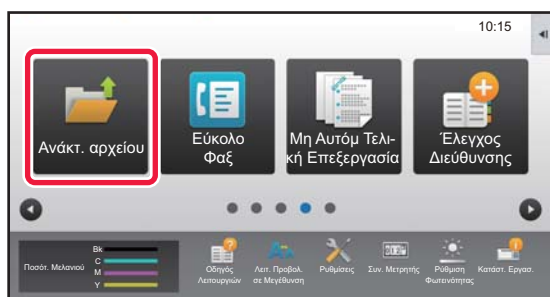 10:15
Ανάκτ. αρχείου
Εύκολο
Φαξ
Μη Αυτόμ Τελι-
κή Επεξεργασία
Έλεγχος
Διεύθυνσης
Ποσότ. Μελανιού
Bk
C
M
Y
Οδηγός
Λειτουργιών
Λειτ. Προβολ.
σε Μεγέθυνση
Ρυθμίσεις
Συν. Μετρητής
Ρύθμιση
Φωτεινότητας
Κατάστ. Εργασ.